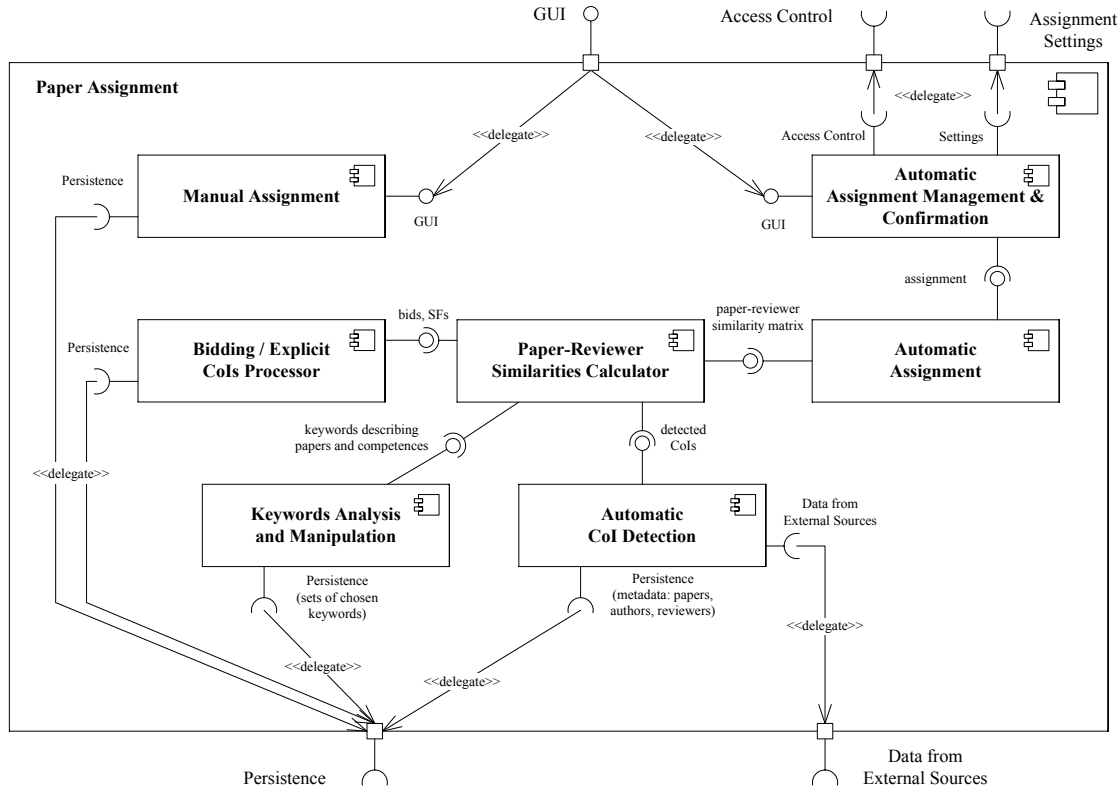 GUI
Access Control
Assignment
Settings
Paper Assignment
<<delegate>>
<<delegate>>
<<delegate>>
Access Control
Settings
Persistence
Manual Assignment
GUI
GUI
Automatic
Assignment Management &
Confirmation
assignment
Persistence
Bidding / Explicit
CoIs Processor
bids, SFs
Paper-Reviewer
Similarities Calculator
paper-reviewer
similarity matrix
Automatic
Assignment
keywords describing
papers and competences
detected
CoIs
<<delegate>>
Keywords Analysis
and Manipulation
Automatic
CoI Detection
Data from
External Sources
Persistence
(sets of chosen
keywords)
Persistence
(metadata: papers,
authors, reviewers)
<<delegate>>
<<delegate>>
<<delegate>>
Persistence
Data from
External Sources